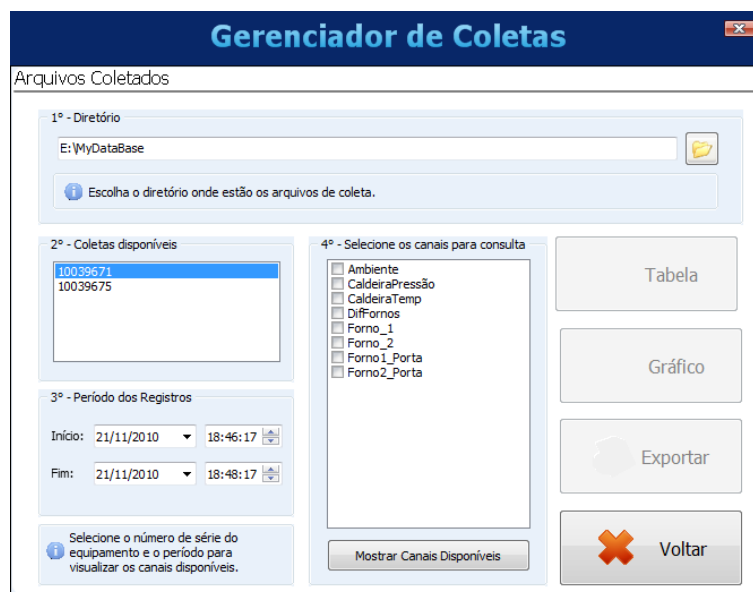 Gerenciador de Coletas
Arquivos Coletados
1º - Diretório
E:\MyDataBase
Escolha o diretório onde estão os arquivos de coleta.
2º - Coletas disponíveis
10039671
10039675
3º - Período dos Registros
Início: 21/11/2010 18:46:17
Fim: 21/11/2010 18:48:17
Selecione o número de série do
equipamento e o período para
visualizar os canais disponíveis.
4º - Selecione os canais para consulta
Ambiente
CaldeiraPressão
CaldeiraTemp
DifFornos
Forno_1
Forno_2
Forno1_Porta
Forno2_Porta
Mostrar Canais Disponíveis
Tabela
Gráfico
Exportar
Voltar